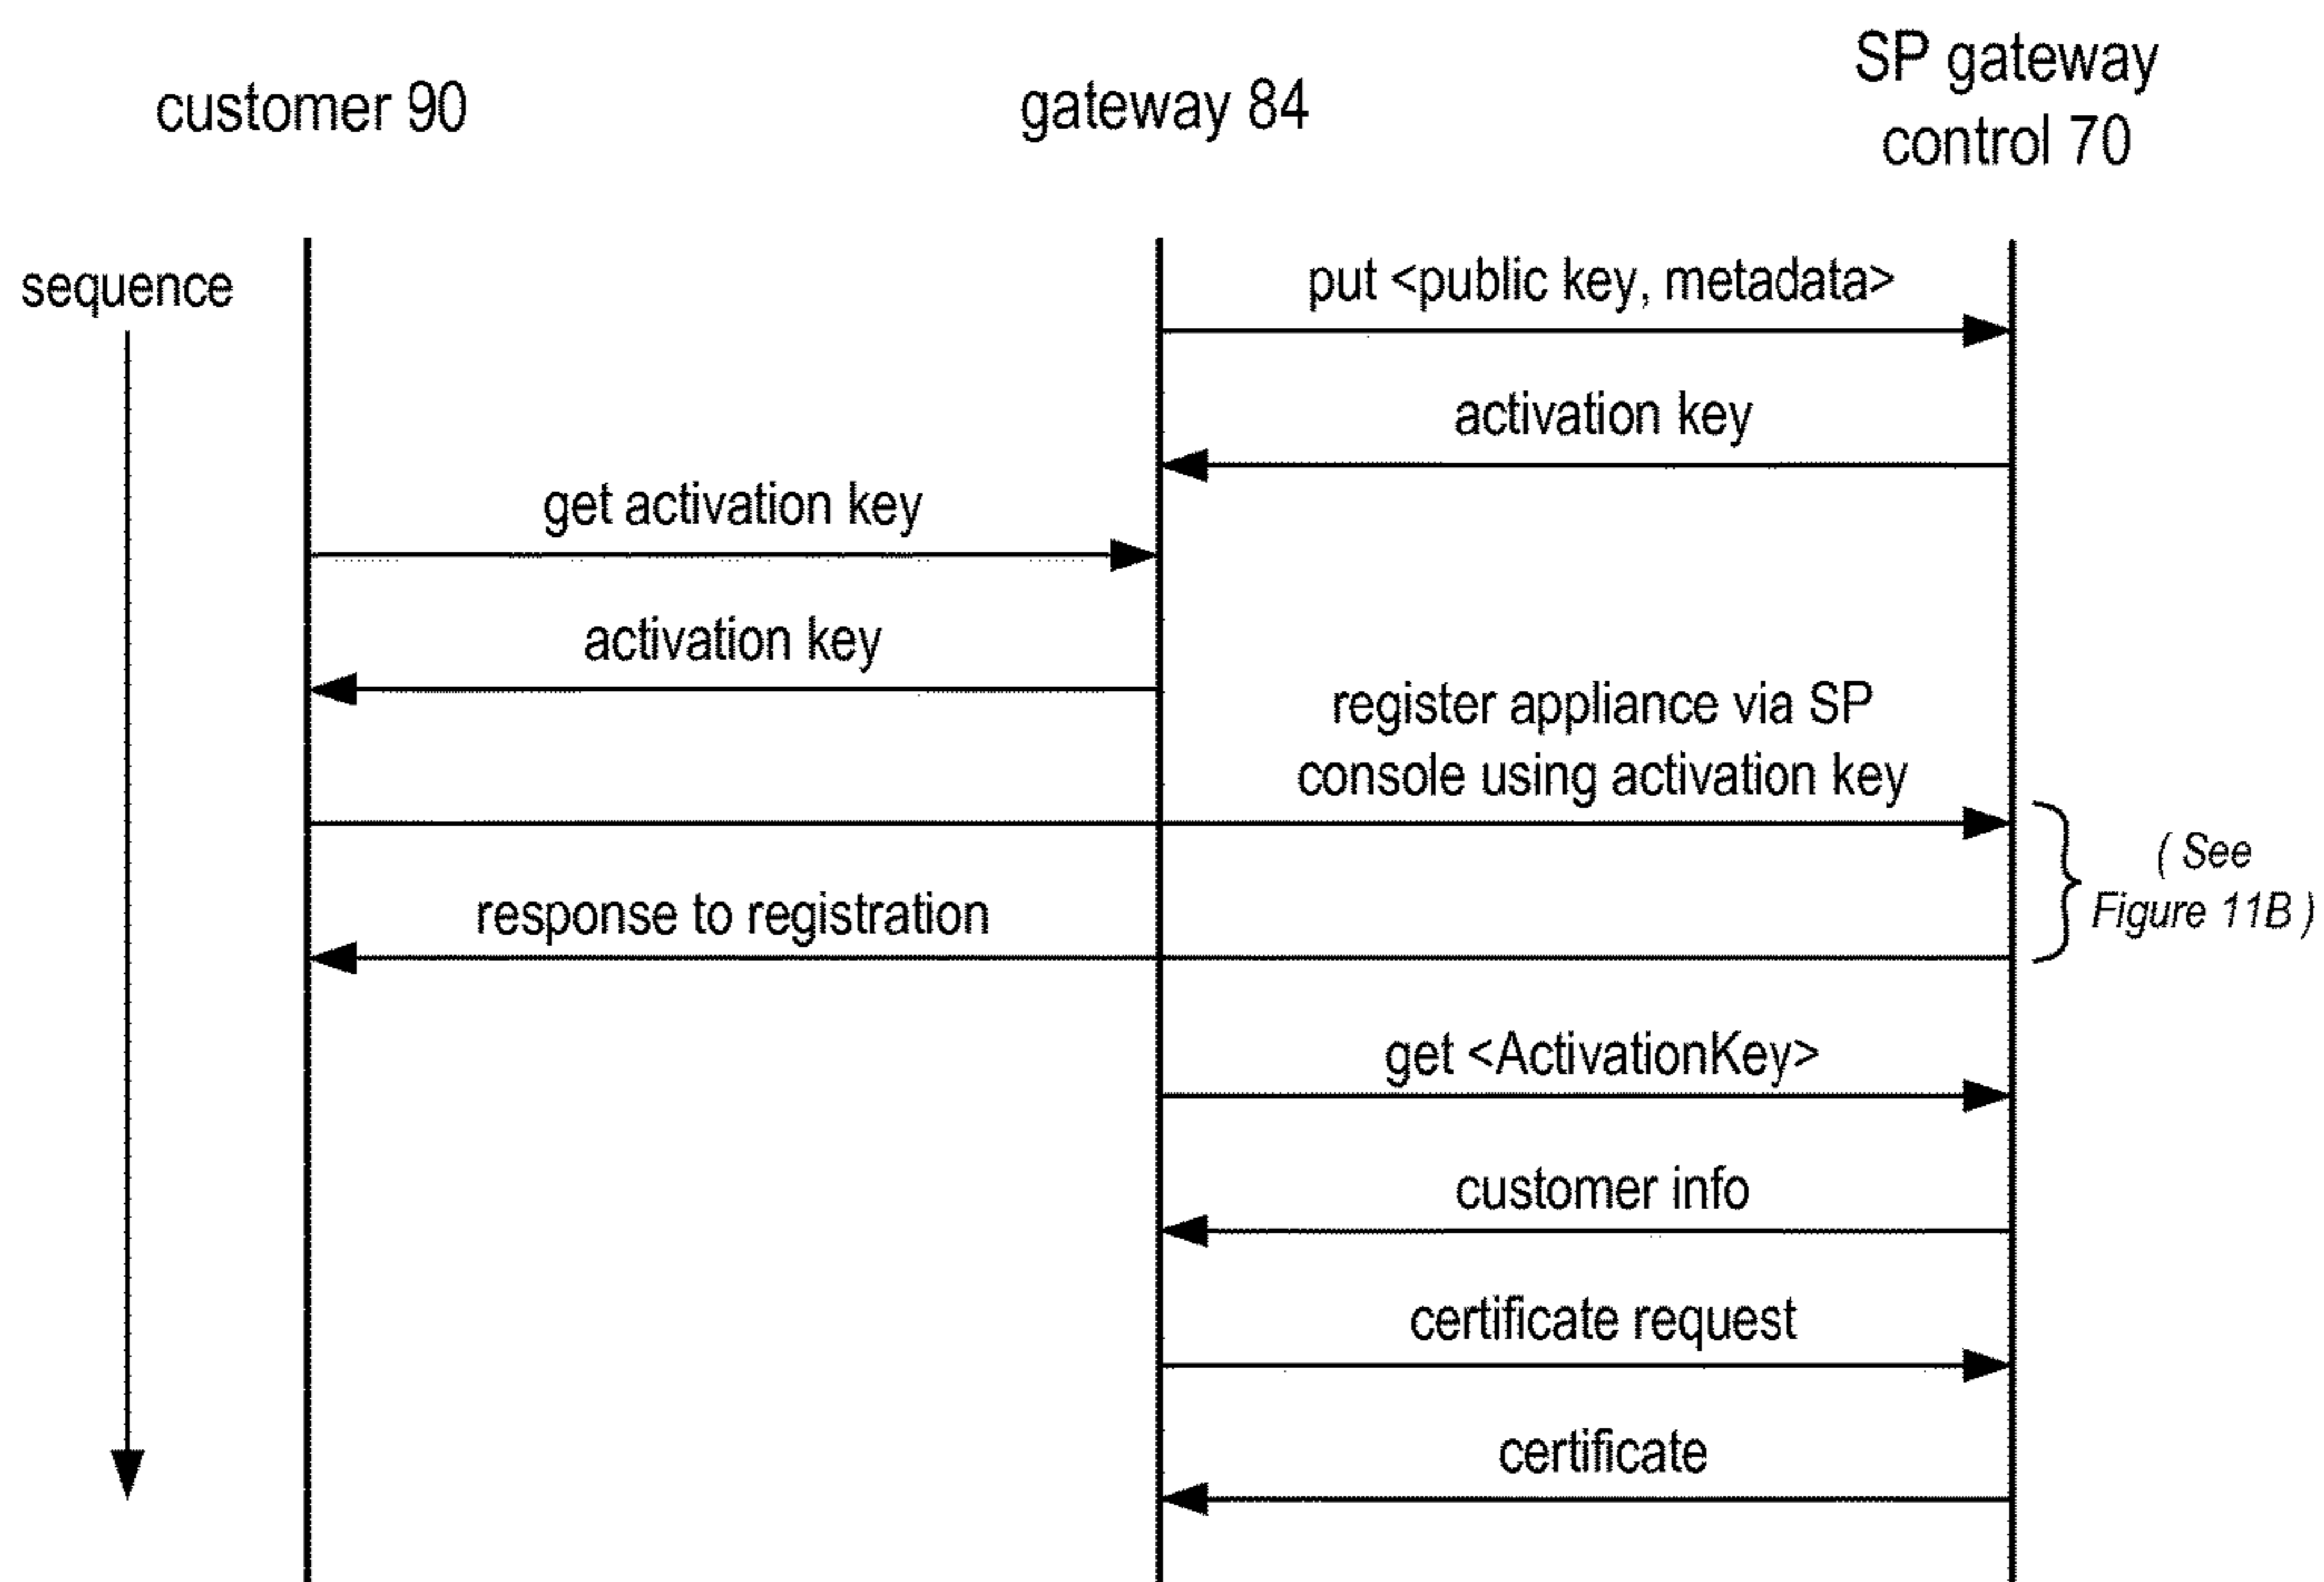 customer 90
gateway 84
SP gateway
control 70
sequence
put <public key, metadata>
activation key
get activation key
activation key
register appliance via SP
console using activation key
( See
Figure 11B )
response to registration
get <ActivationKey>
customer info
certificate request
certificate